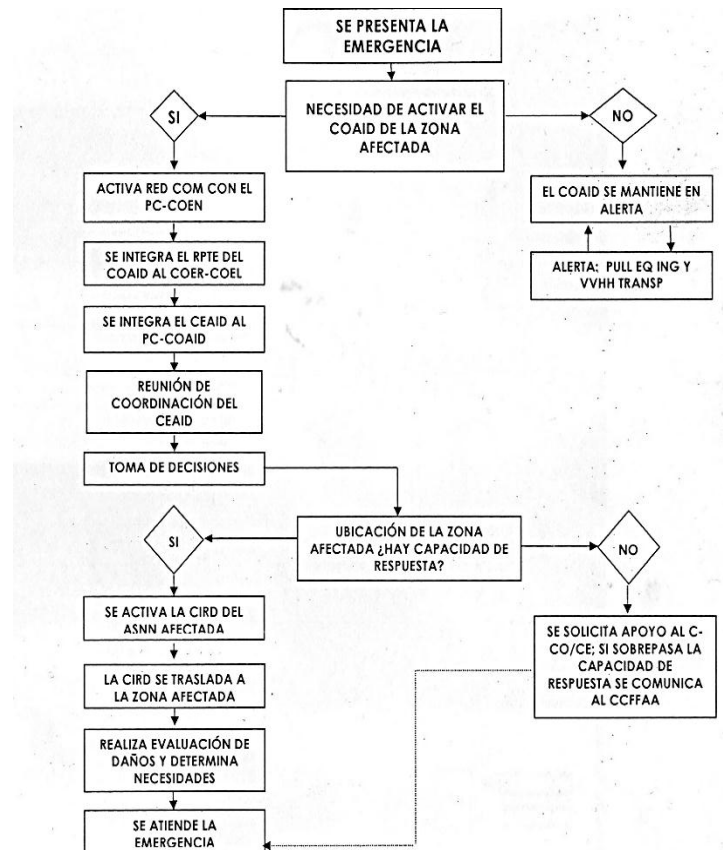 SE PRESENTA LA
EMERGENCIA
NECESIDAD DE ACTIVAR EL
COAID DE LA ZONA
AFECTADA
SI
NO
ACTIVA RED COM CON EL
PC-COEN
EL COAID SE MANTIENE EN
ALERTA
SE INTEGRA EL RPTE DEL
COAID AL COER-COEL
ALERTA: PULL EQ ING Y
VVHH TRANSP
SE INTEGRA EL CEAID AL
PC-COAID
REUNIÓN DE
COORDINACIÓN DEL
CEAID
TOMA DE DECISIONES
UBICACIÓN DE LA ZONA
AFECTADA ¿HAY CAPACIDAD DE
RESPUESTA?
SI
NO
SE ACTIVA LA CIRD DEL
ASNN AFECTADA
SE SOLICITA APOYO AL C-
CO/CE; SI SOBREPASA LA
CAPACIDAD DE
RESPUESTA SE COMUNICA
AL CCFFAA
LA CIRD SE TRASLADA A
LA ZONA AFECTADA
REALIZA EVALUACIÓN DE
DAÑOS Y DETERMINA
NECESIDADES
SE ATIENDE LA
EMERGENCIA